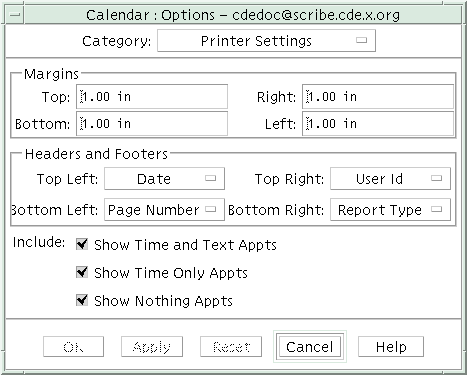 Calendar : Options – cdedoc@scribe.cde.x.org
Category: Printer Settings
Margins
Top: 1.00 in Right: 1.00 in
Bottom: 1.00 in Left: 1.00 in
Headers and Footers
Top Left: Date Top Right: User Id
Bottom Left: Page Number Bottom Right: Report Type
Include: Show Time and Text Appts
Show Time Only Appts
Show Nothing Appts
OK Apply Reset Cancel Help